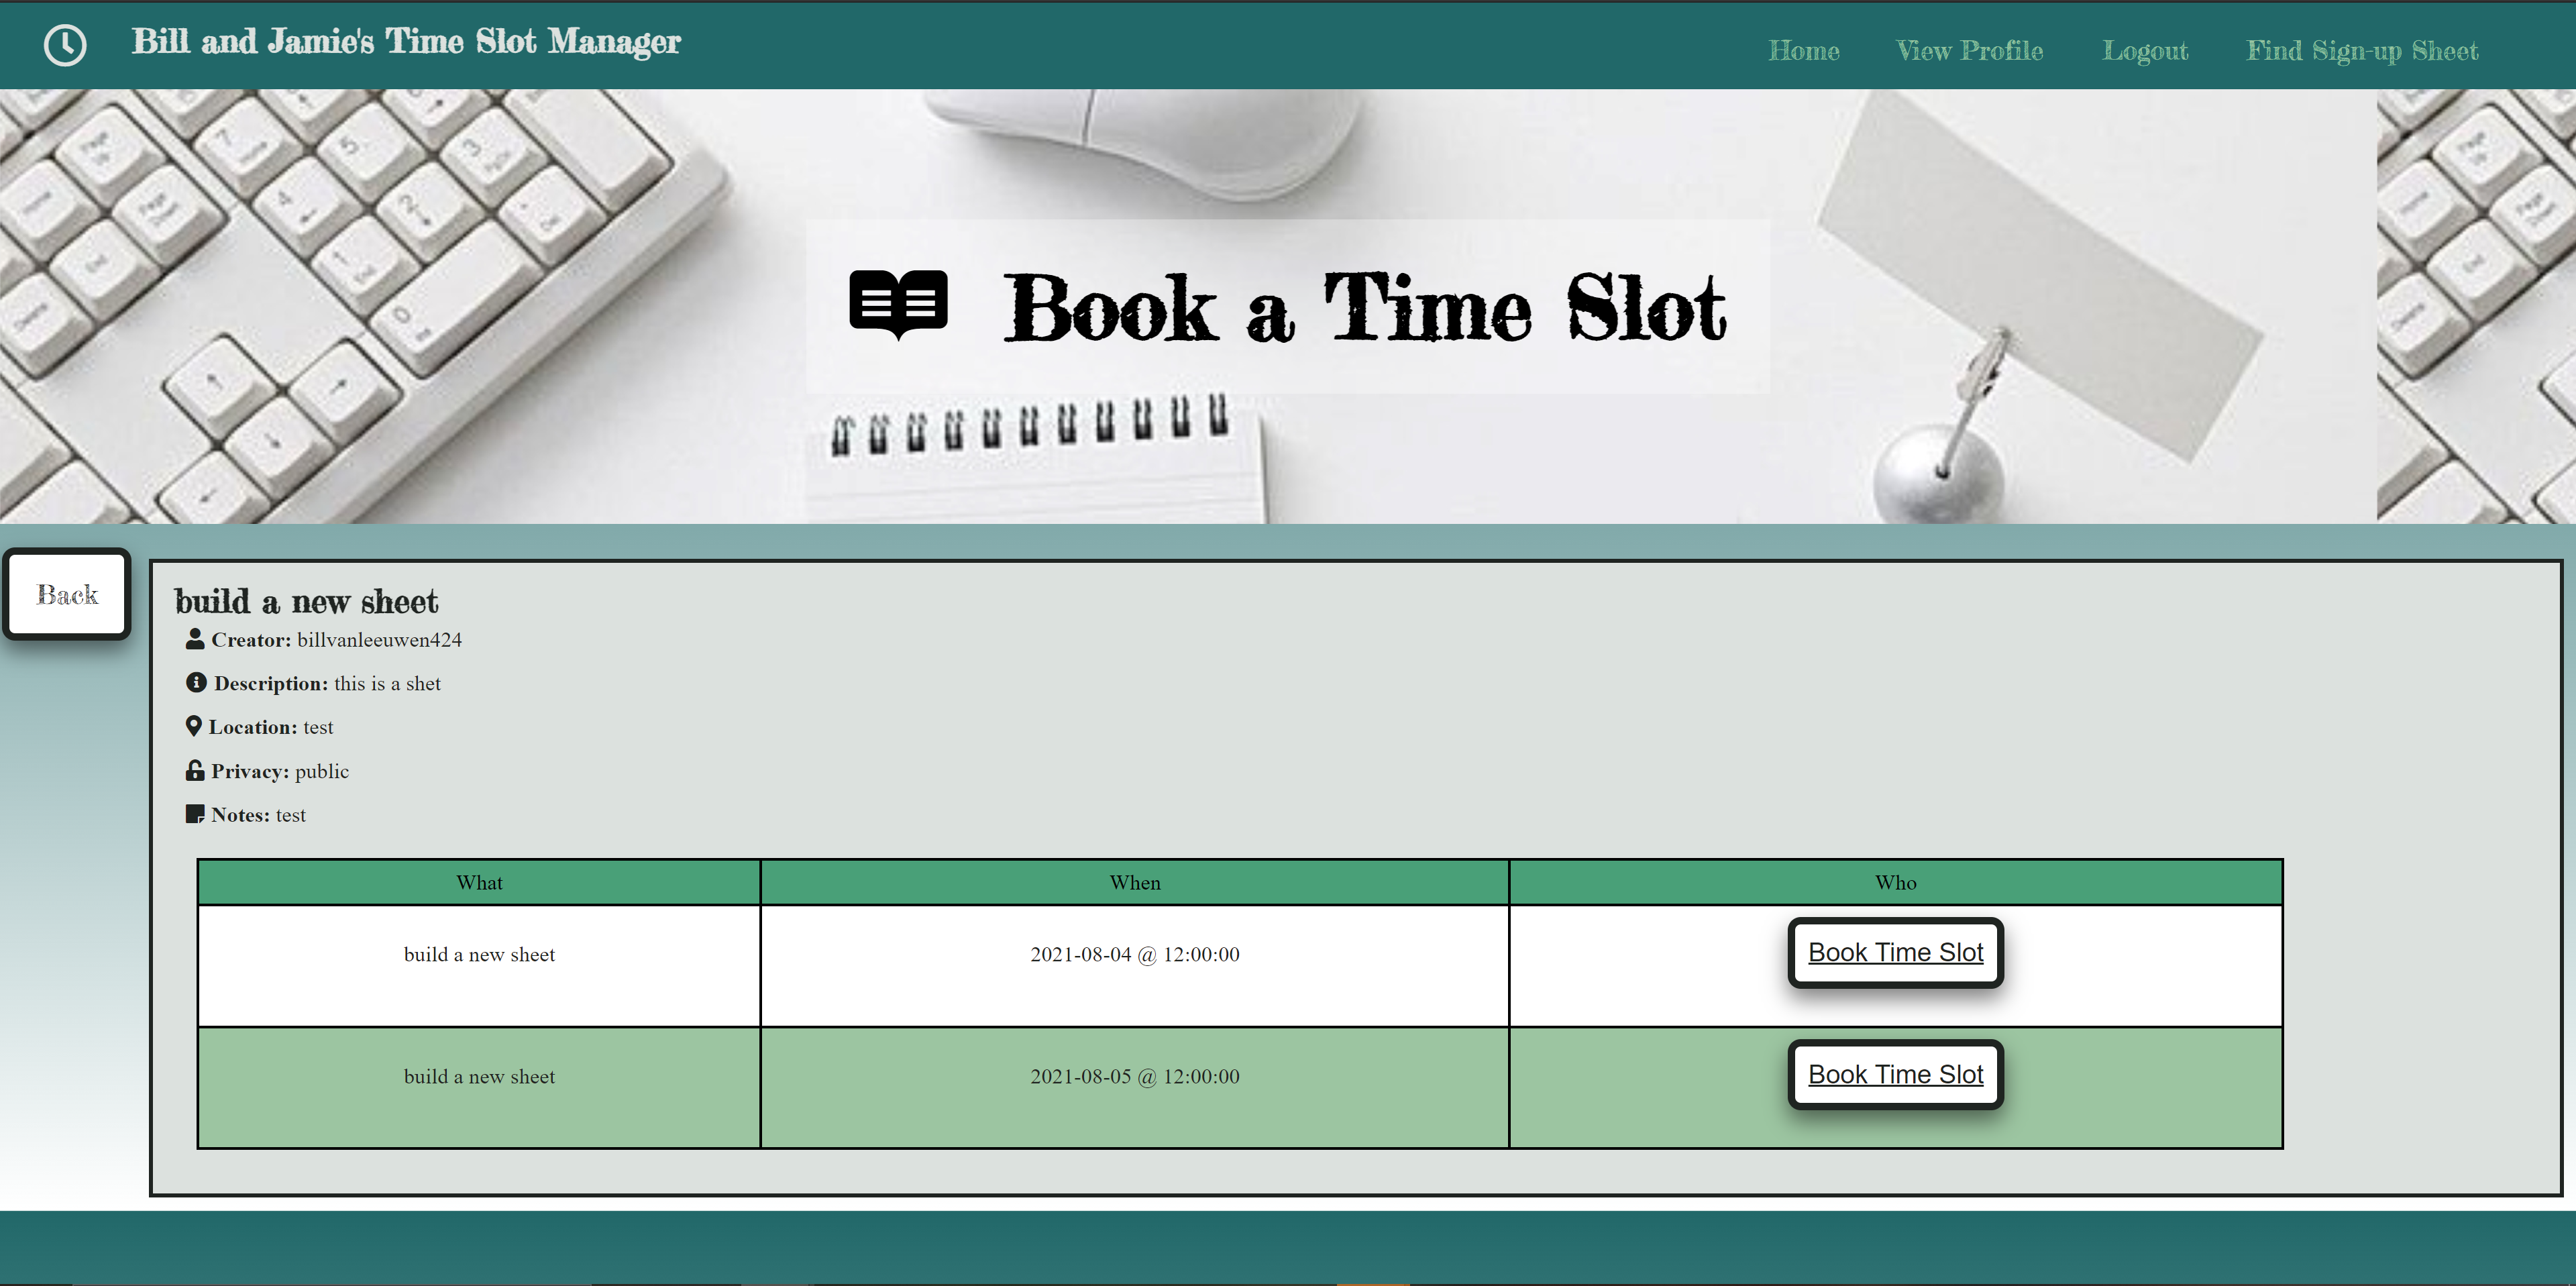 Bill and Jamie's Time Slot Manager
Home View Profile Logout Find Sign-up Sheet
Book a Time Slot
Back
build a new sheet
Creator: billvanleeuwen424
Description: this is a shet
Location: test
Privacy: public
Notes: test
What When Who
build a new sheet 2021-08-04 @ 12:00:00 Book Time Slot
build a new sheet 2021-08-05 @ 12:00:00 Book Time Slot